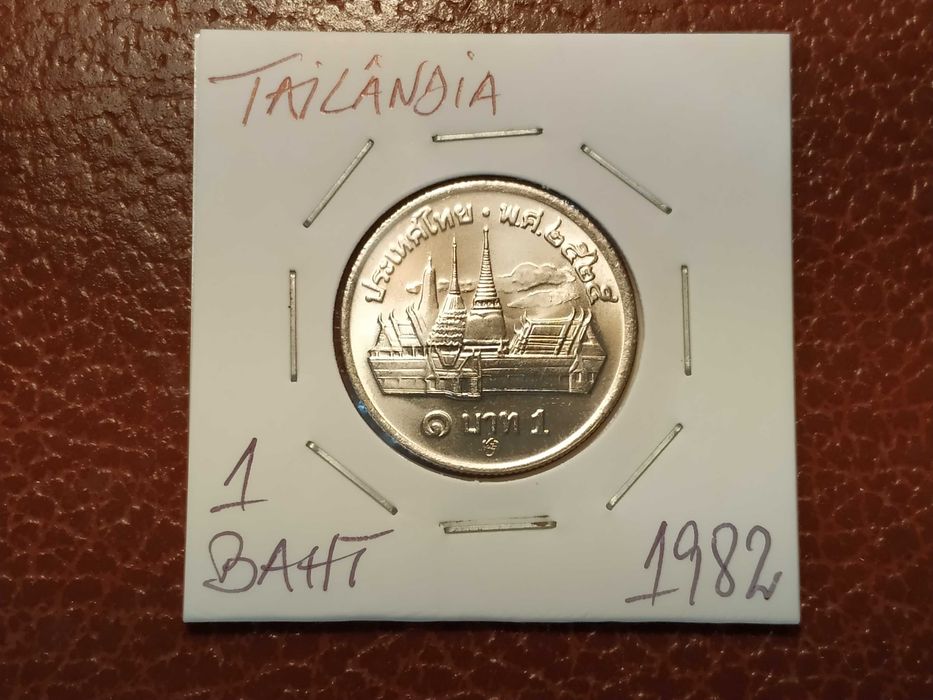 TAILÂNDIA
ประเทศไทย · พ.ศ. ๒๕๒๕
๑ บาท 1
1
BAHT
1982